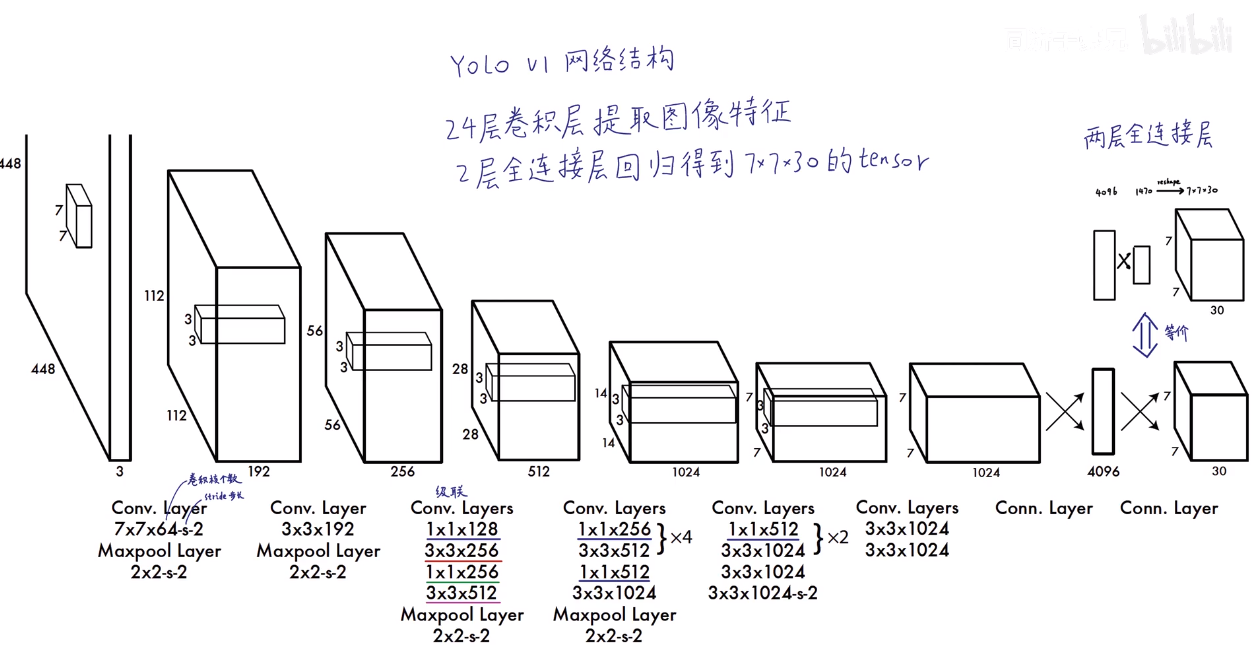 bilibili
YOLO V1 网络结构
24层卷积层提取图像特征
2层全连接层回归得到 7×7×30 的tensor
两层全连接层
4096 1470 reshape 7×7×30
448
7
7
448
3
112
3
3
112
192
56
3
3
56
256
28
3
3
28
512
14
3
3
14
1024
7
3
3
7
1024
7
7
1024
4096
7
7
30
等价
7
7
30
卷积核个数
stride 步长
Conv. Layer
7x7x64-s-2
Maxpool Layer
2x2-s-2
Conv. Layer
3x3x192
Maxpool Layer
2x2-s-2
级联
Conv. Layers
1x1x128
3x3x256
1x1x256
3x3x512
Maxpool Layer
2x2-s-2
Conv. Layers
1x1x256
3x3x512 }×4
1x1x512
3x3x1024
Maxpool Layer
2x2-s-2
Conv. Layers
1x1x512
3x3x1024 }×2
3x3x1024
3x3x1024-s-2
Conv. Layers
3x3x1024
3x3x1024
Conn. Layer
Conn. Layer